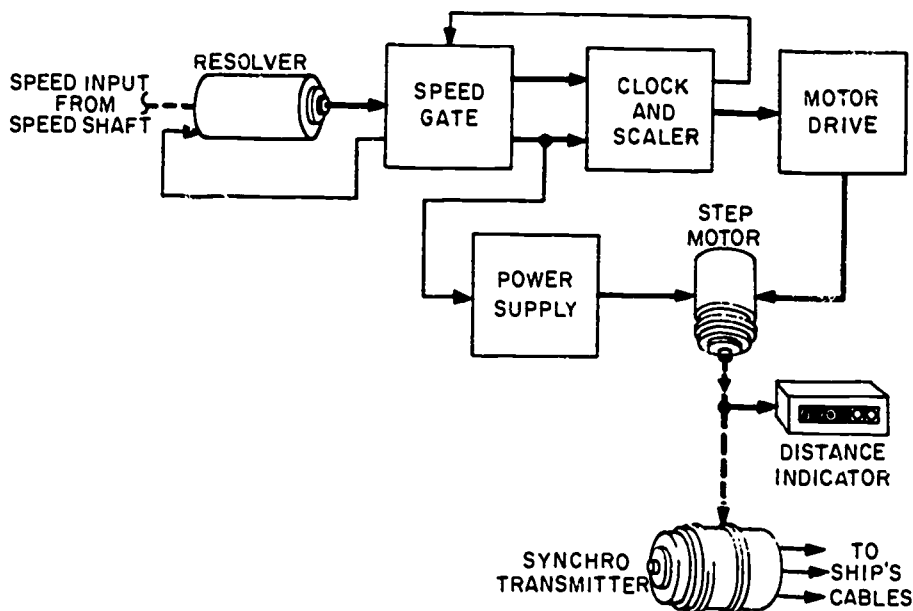 SPEED INPUT
FROM
SPEED SHAFT
RESOLVER
SPEED
GATE
CLOCK
AND
SCALER
MOTOR
DRIVE
STEP
MOTOR
POWER
SUPPLY
DISTANCE
INDICATOR
SYNCHRO
TRANSMITTER
TO
SHIP'S
CABLES